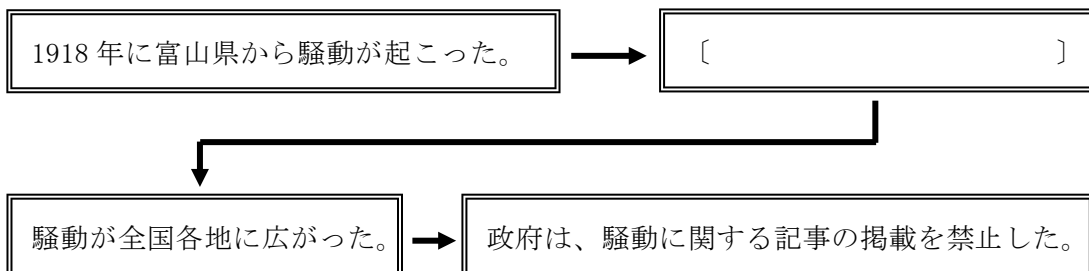 1918 年に富山県から騒動が起こった。
〔 〕
騒動が全国各地に広がった。
政府は、騒動に関する記事の掲載を禁止した。